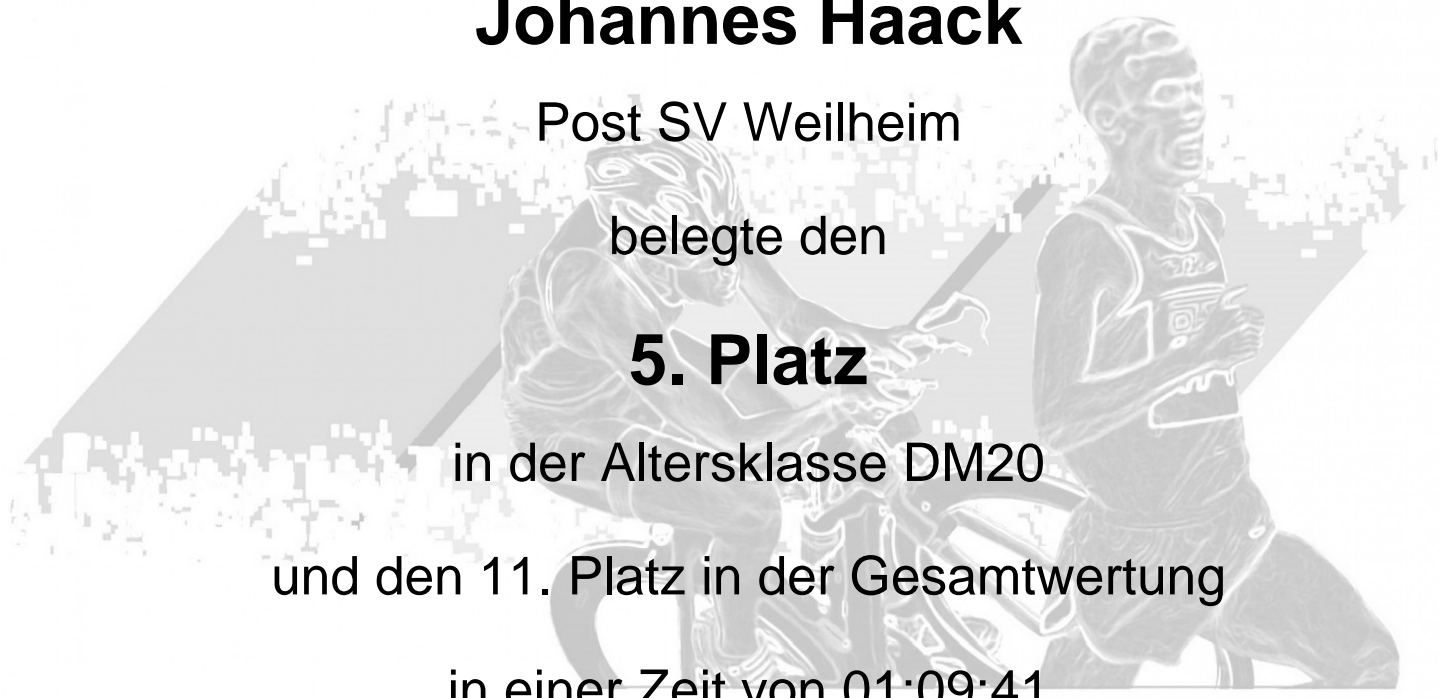 Johannes Haack
Post SV Weilheim
belegte den
5. Platz
in der Altersklasse DM20
und den 11. Platz in der Gesamtwertung
in einer Zeit von 01:09:41